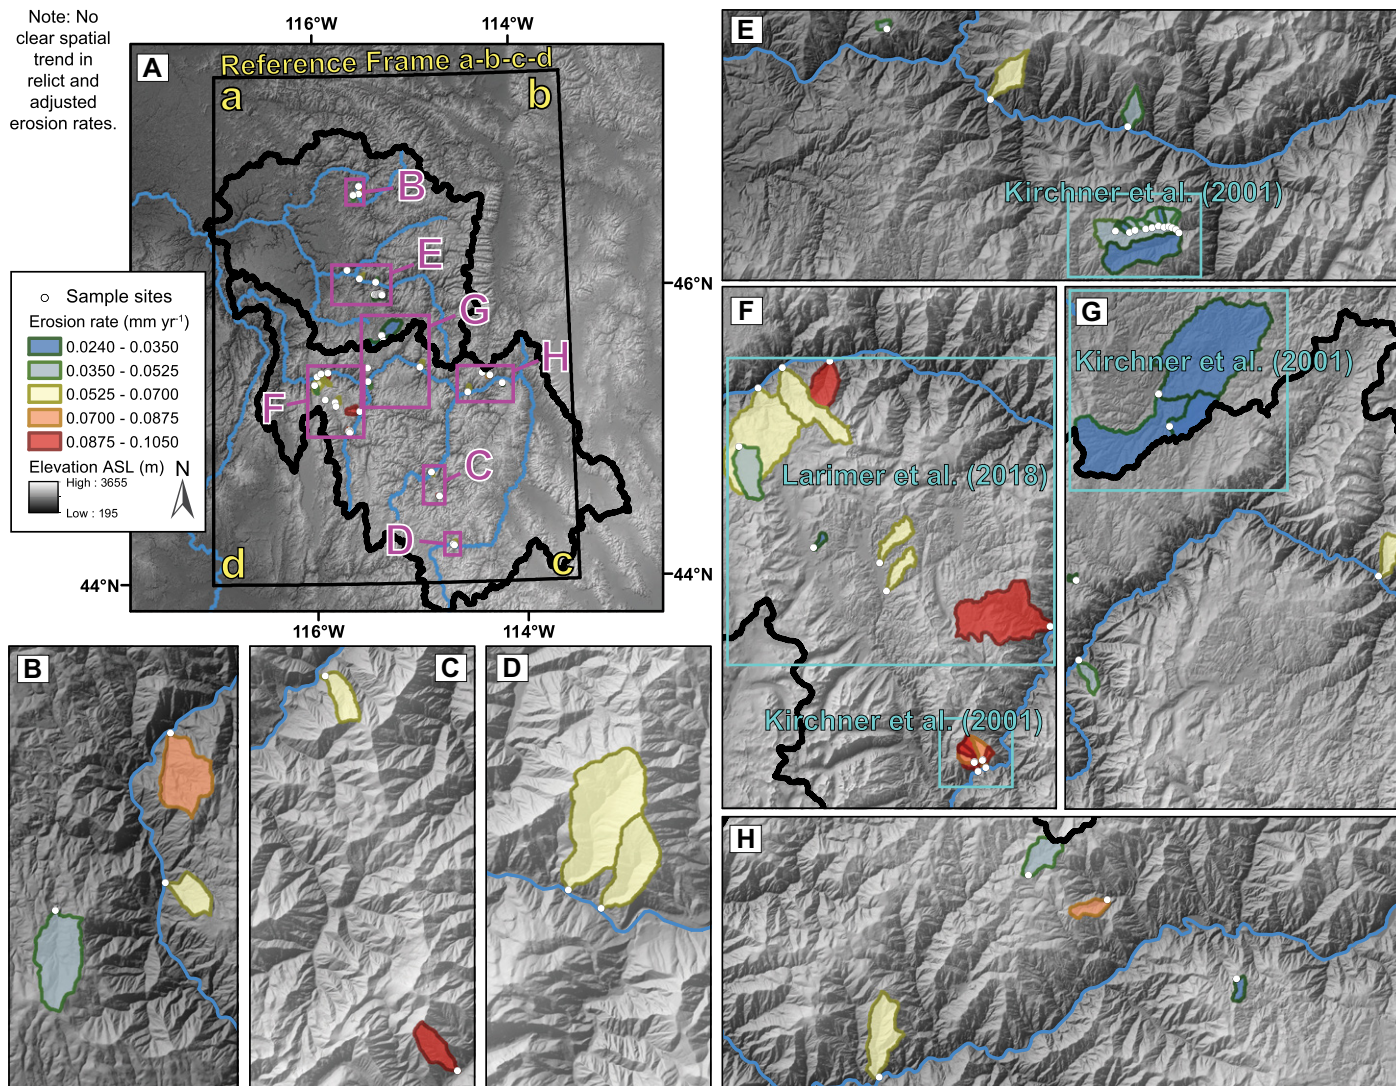 Note: No
clear spatial
trend in
relict and
adjusted
erosion rates.
116°W
114°W
A
Reference Frame a-b-c-d
a
b
B
E
G
H
F
C
D
d
c
46°N
44°N
44°N
116°W
114°W
Sample sites
Erosion rate (mm yr⁻¹)
0.0240 - 0.0350
0.0350 - 0.0525
0.0525 - 0.0700
0.0700 - 0.0875
0.0875 - 0.1050
Elevation ASL (m)
N
High : 3655
Low : 195
B
C
D
E
Kirchner et al. (2001)
F
Larimer et al. (2018)
Kirchner et al. (2001)
G
Kirchner et al. (2001)
H